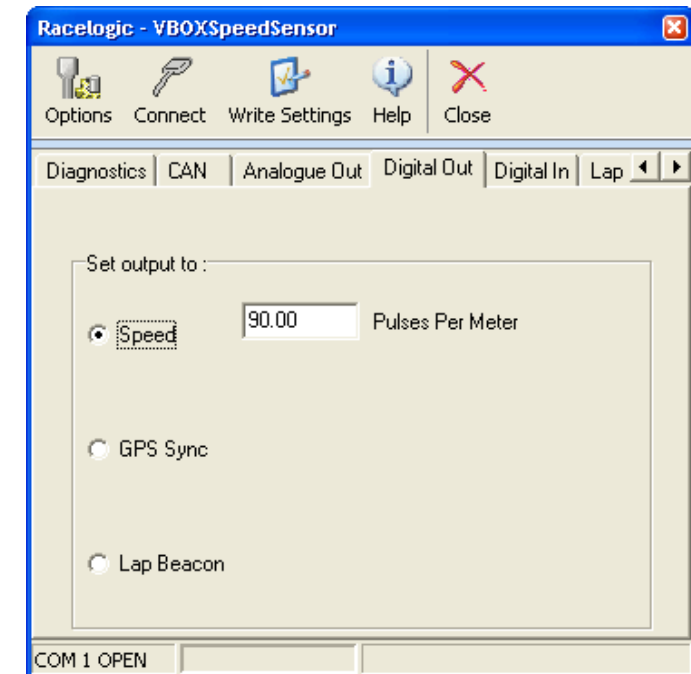 Racelogic - VBOXSpeedSensor
Options Connect Write Settings Help Close
Diagnostics CAN Analogue Out Digital Out Digital In Lap
Set output to :
Speed 90.00 Pulses Per Meter
GPS Sync
Lap Beacon
COM 1 OPEN